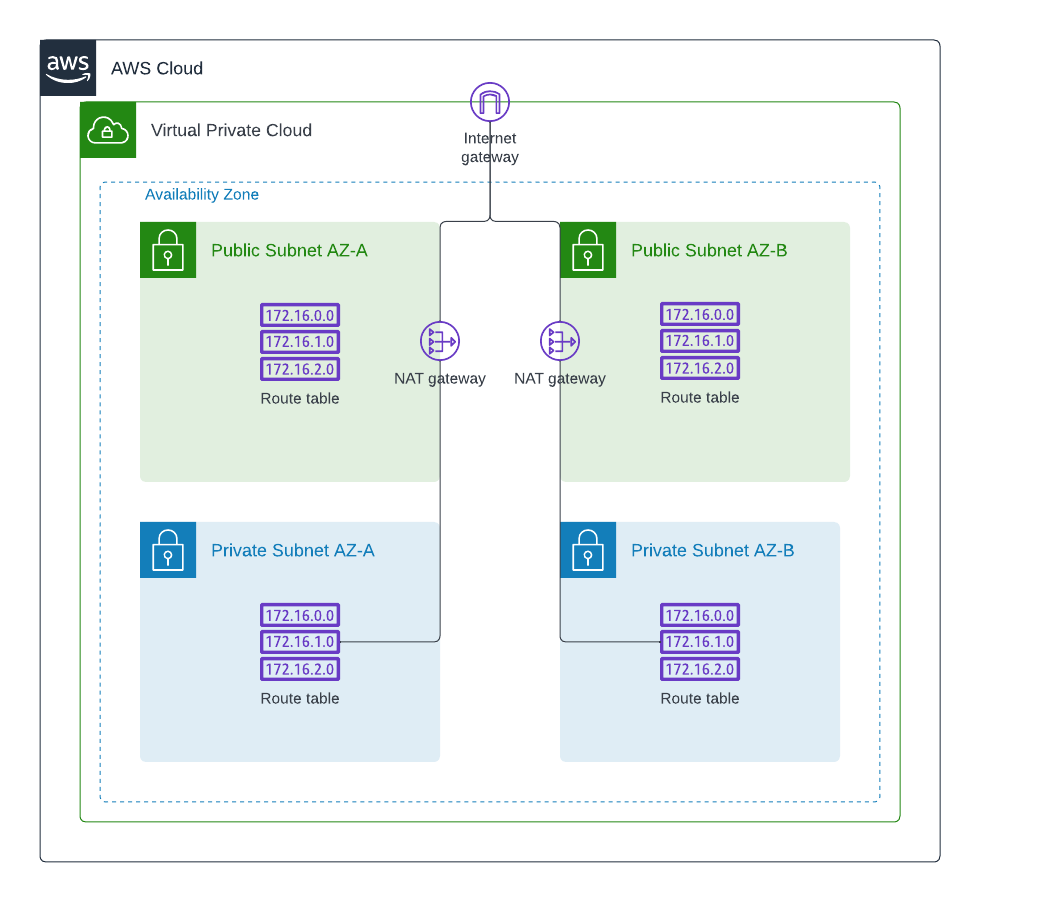 aws
AWS Cloud
Virtual Private Cloud
Internet
gateway
Availability Zone
Public Subnet AZ-A
172.16.0.0
172.16.1.0
172.16.2.0
Route table
NAT gateway
NAT gateway
Public Subnet AZ-B
172.16.0.0
172.16.1.0
172.16.2.0
Route table
Private Subnet AZ-A
172.16.0.0
172.16.1.0
172.16.2.0
Route table
Private Subnet AZ-B
172.16.0.0
172.16.1.0
172.16.2.0
Route table